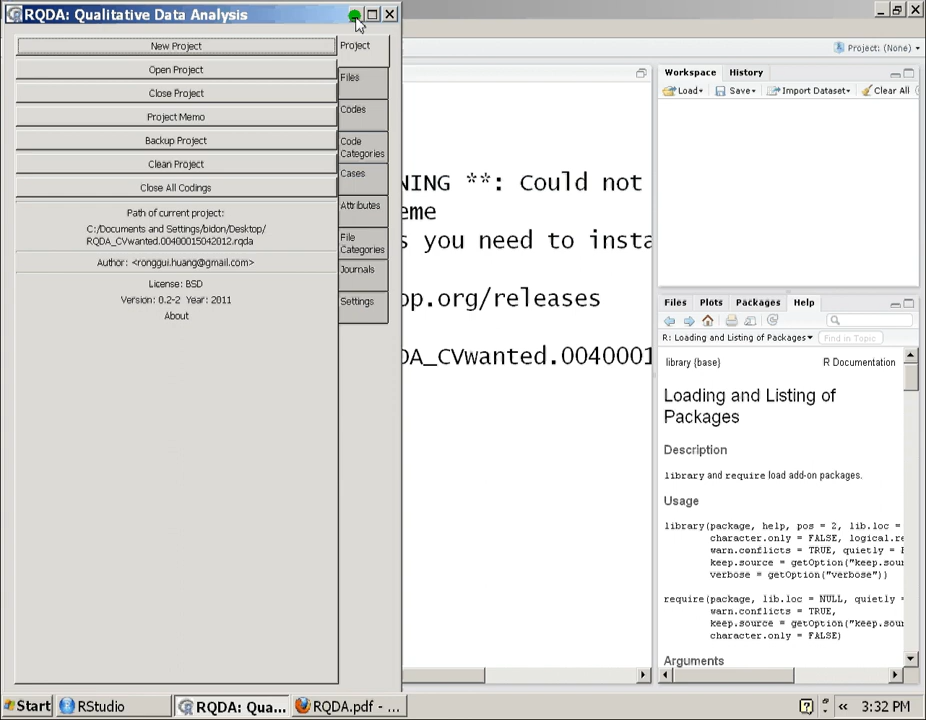 RQDA: Qualitative Data Analysis
New Project
Open Project
Close Project
Project Memo
Backup Project
Clean Project
Close All Codings
Path of current project:
C:/Documents and Settings/bidon/Desktop/
RQDA_CVwanted.00400015042012.rqda
Author: <ronggui.huang@gmail.com>
License: BSD
Version: 0.2-2 Year: 2011
About
Project
Files
Codes
Code
Categories
Cases
Attributes
File
Categories
Journals
Settings
NING **: Could not
eme
s you need to insta
op.org/releases
DA_CVwanted.0040001
Project: (None)
Workspace
History
Load
Save
Import Dataset
Clear All
Files
Plots
Packages
Help
R: Loading and Listing of Packages
Find in Topic
library {base}
R Documentation
Loading and Listing of
Packages
Description
library and require load add-on packages.
Usage
library(package, help, pos = 2, lib.loc =
character.only = FALSE, logical.re
warn.conflicts = TRUE, quietly =
keep.source = getOption("keep.sou
verbose = getOption("verbose"))
require(package, lib.loc = NULL, quietly =
warn.conflicts = TRUE,
keep.source = getOption("keep.sou
character.only = FALSE)
Arguments
Start
RStudio
RQDA: Qua...
RQDA.pdf - ...
3:32 PM